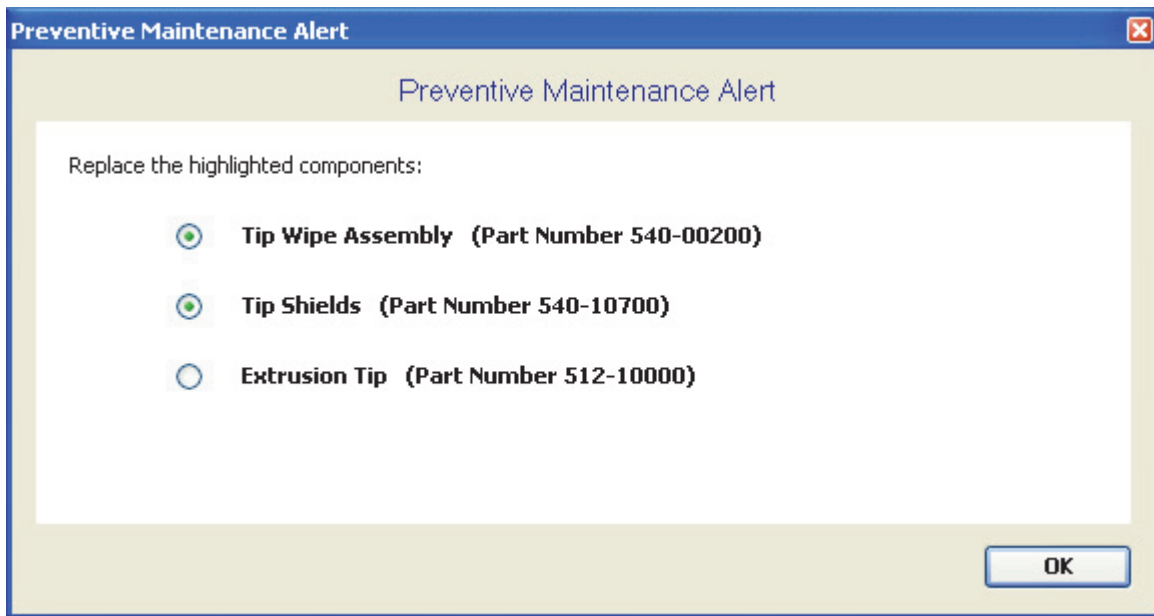 Preventive Maintenance Alert
Preventive Maintenance Alert
Replace the highlighted components:
Tip Wipe Assembly (Part Number 540-00200)
Tip Shields (Part Number 540-10700)
Extrusion Tip (Part Number 512-10000)
OK